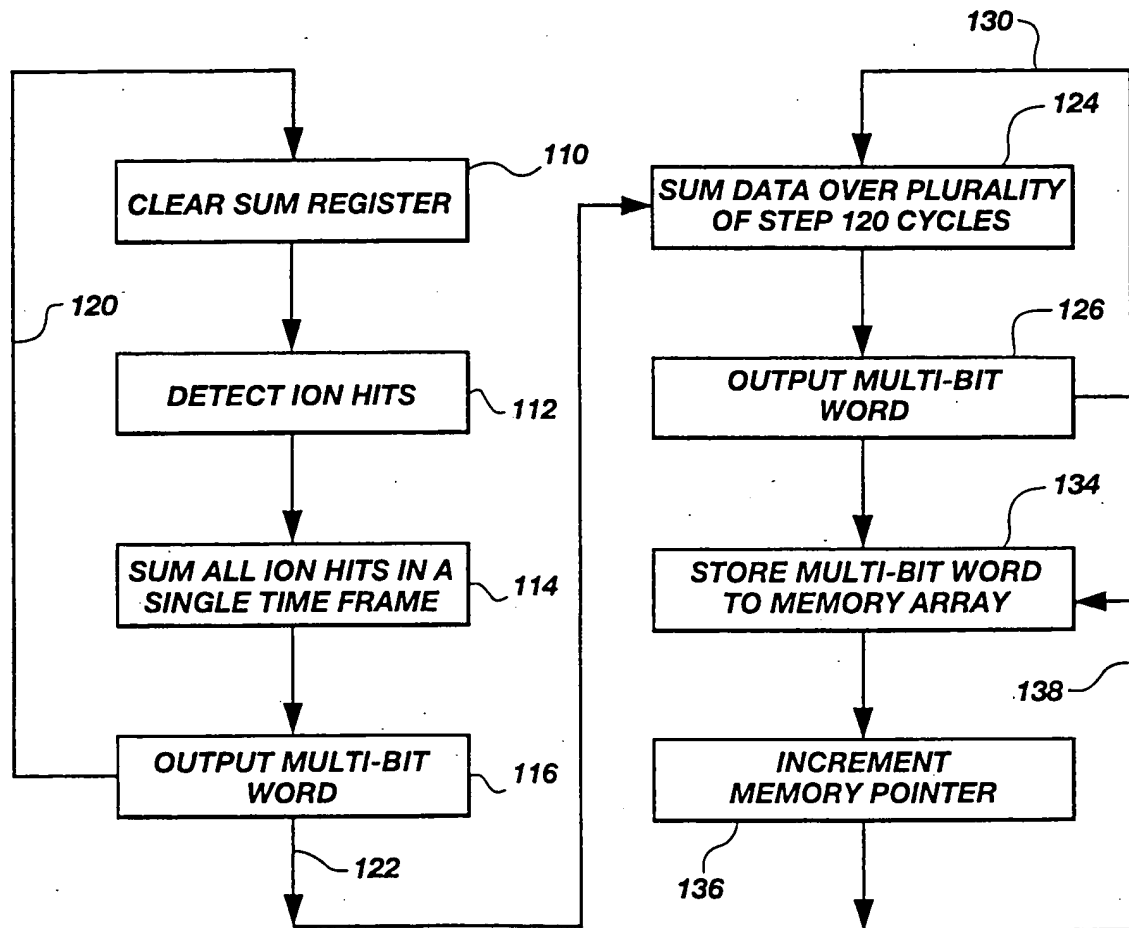 110
CLEAR SUM REGISTER
120
DETECT ION HITS
112
SUM ALL ION HITS IN A
SINGLE TIME FRAME
114
OUTPUT MULTI-BIT
WORD
116
122
130
124
SUM DATA OVER PLURALITY
OF STEP 120 CYCLES
126
OUTPUT MULTI-BIT
WORD
134
STORE MULTI-BIT WORD
TO MEMORY ARRAY
138
INCREMENT
MEMORY POINTER
136